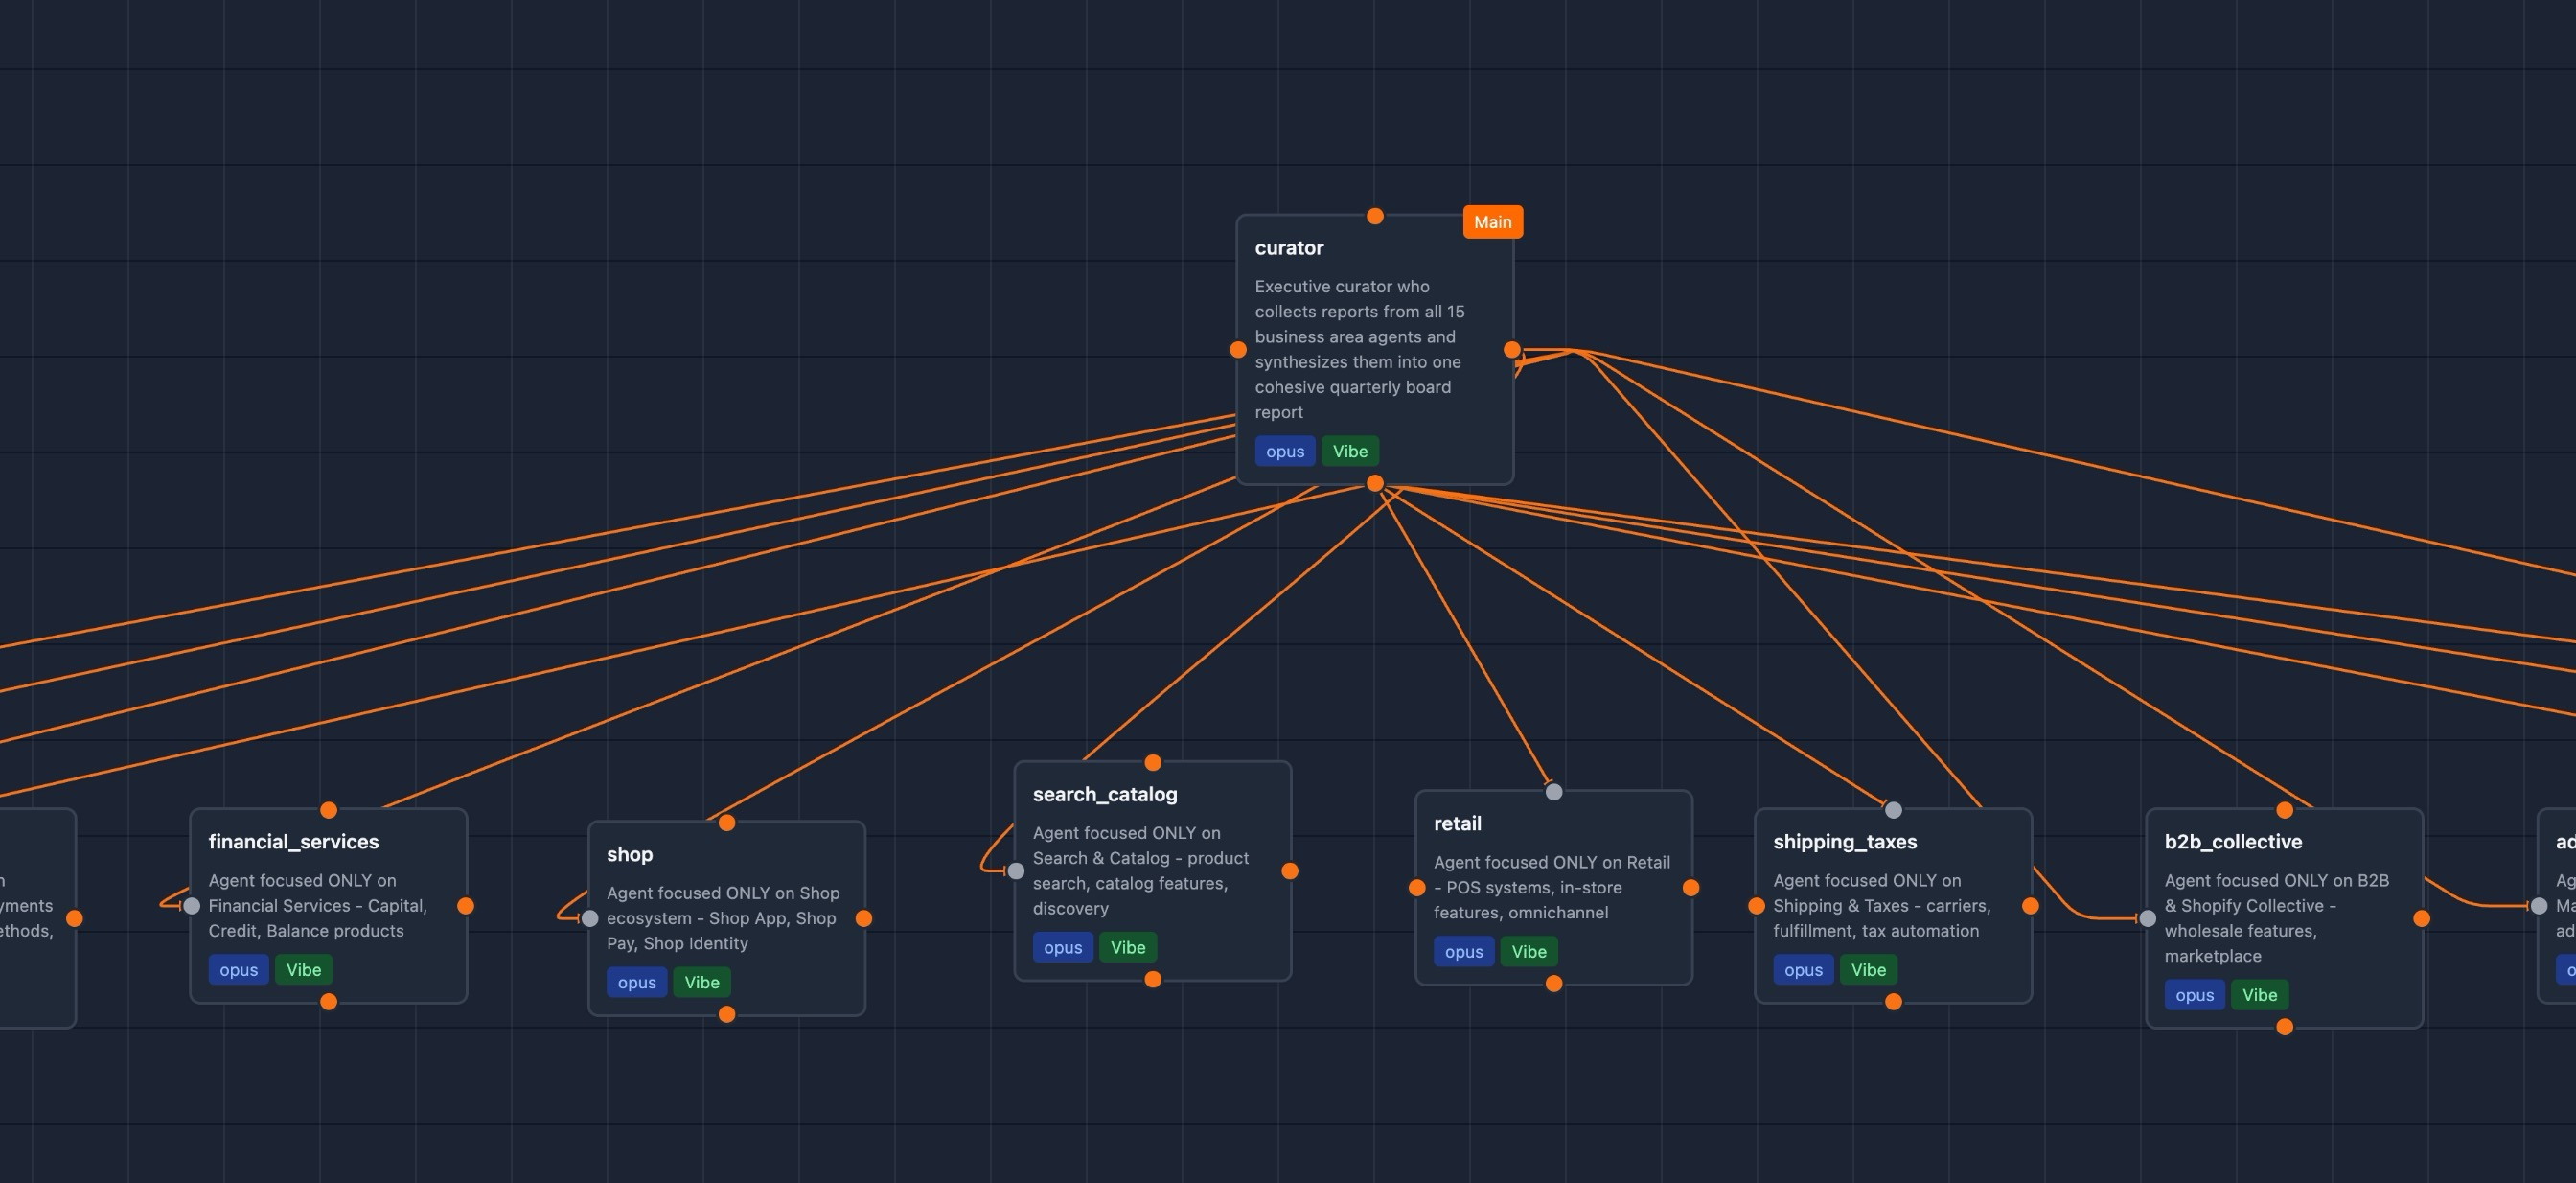 Main
curator
Executive curator who
collects reports from all 15
business area agents and
synthesizes them into one
cohesive quarterly board
report
opus Vibe
yments
ethods,
financial_services
Agent focused ONLY on
Financial Services - Capital,
Credit, Balance products
opus Vibe
shop
Agent focused ONLY on Shop
ecosystem - Shop App, Shop
Pay, Shop Identity
opus Vibe
search_catalog
Agent focused ONLY on
Search & Catalog - product
search, catalog features,
discovery
opus Vibe
retail
Agent focused ONLY on Retail
- POS systems, in-store
features, omnichannel
opus Vibe
shipping_taxes
Agent focused ONLY on
Shipping & Taxes - carriers,
fulfillment, tax automation
opus Vibe
b2b_collective
Agent focused ONLY on B2B
& Shopify Collective -
wholesale features,
marketplace
opus Vibe
ad
Ag
Ma
ad